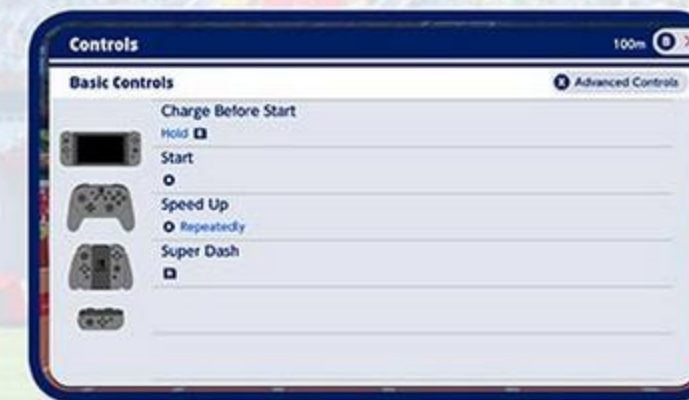 Controls
100m B
Basic Controls
X Advanced Controls
Charge Before Start
Hold R
Start
Speed Up
Repeatedly
Super Dash
R